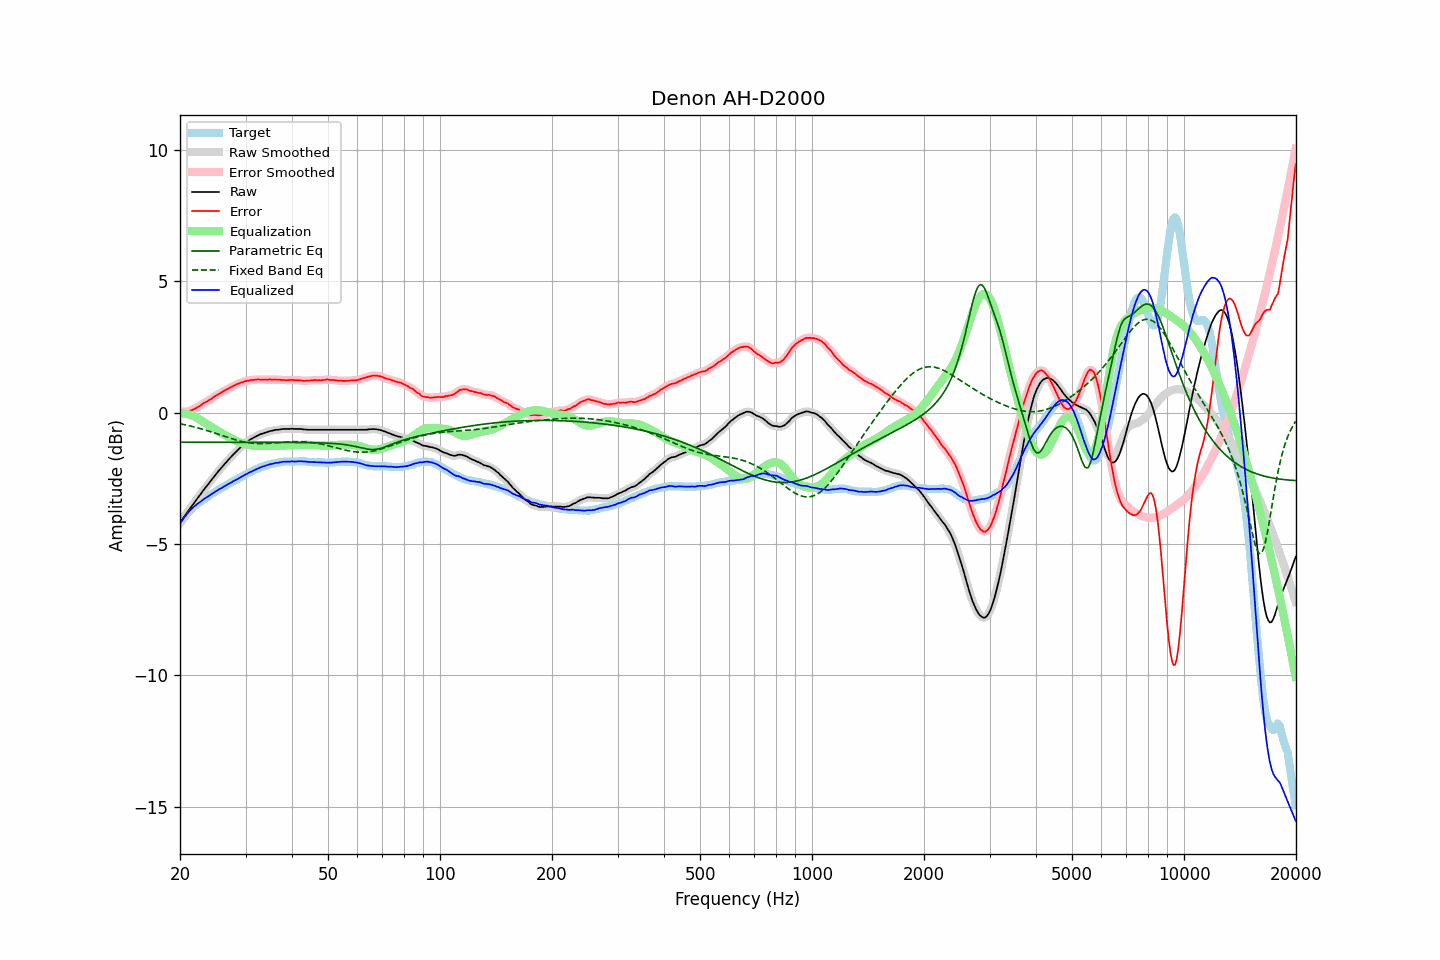 Denon AH-D2000
Target
Raw Smoothed
Error Smoothed
Raw
Error
Equalization
Parametric Eq
Fixed Band Eq
Equalized
10
5
0
−5
−10
−15
Amplitude (dBr)
20
50
100
200
500
1000
2000
5000
10000
20000
Frequency (Hz)